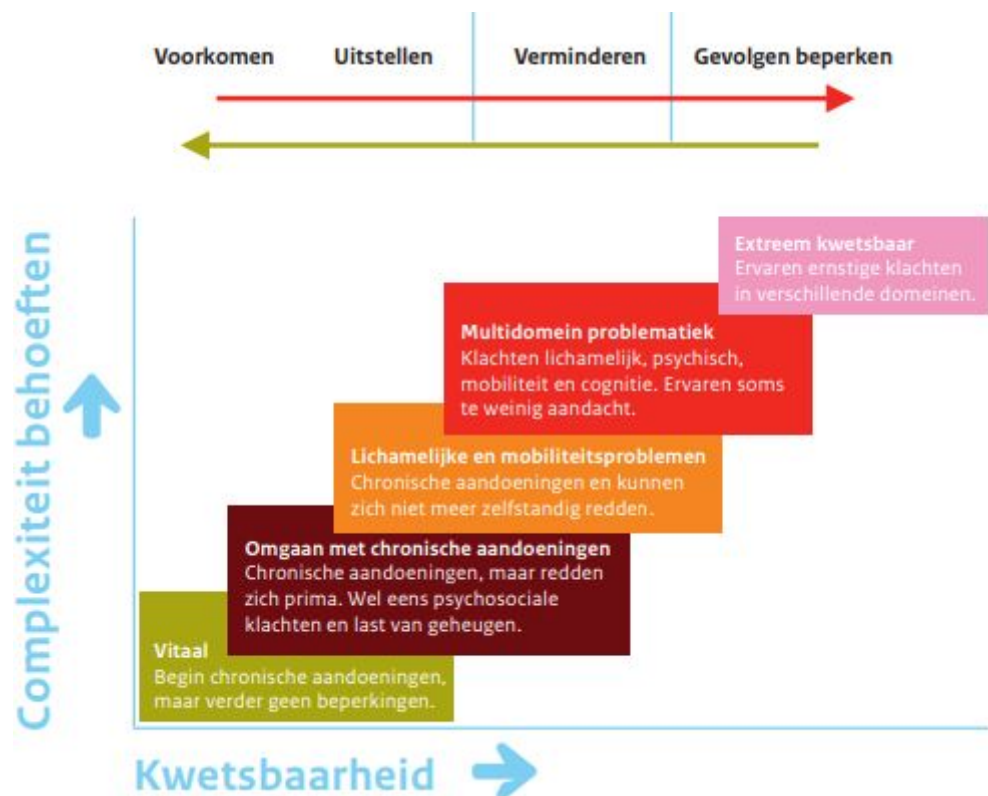 Voorkomen Uitstellen Verminderen Gevolgen beperken
Complexiteit behoeften
Extreem kwetsbaar
Ervaren ernstige klachten
in verschillende domeinen.
Multidomein problematiek
Klachten lichamelijk, psychisch,
mobiliteit en cognitie. Ervaren soms
te weinig aandacht.
Lichamelijke en mobiliteitsproblemen
Chronische aandoeningen en kunnen
zich niet meer zelfstandig redden.
Omgaan met chronische aandoeningen
Chronische aandoeningen, maar redden
zich prima. Wel eens psychosociale
klachten en last van geheugen.
Vitaal
Begin chronische aandoeningen,
maar verder geen beperkingen.
Kwetsbaarheid